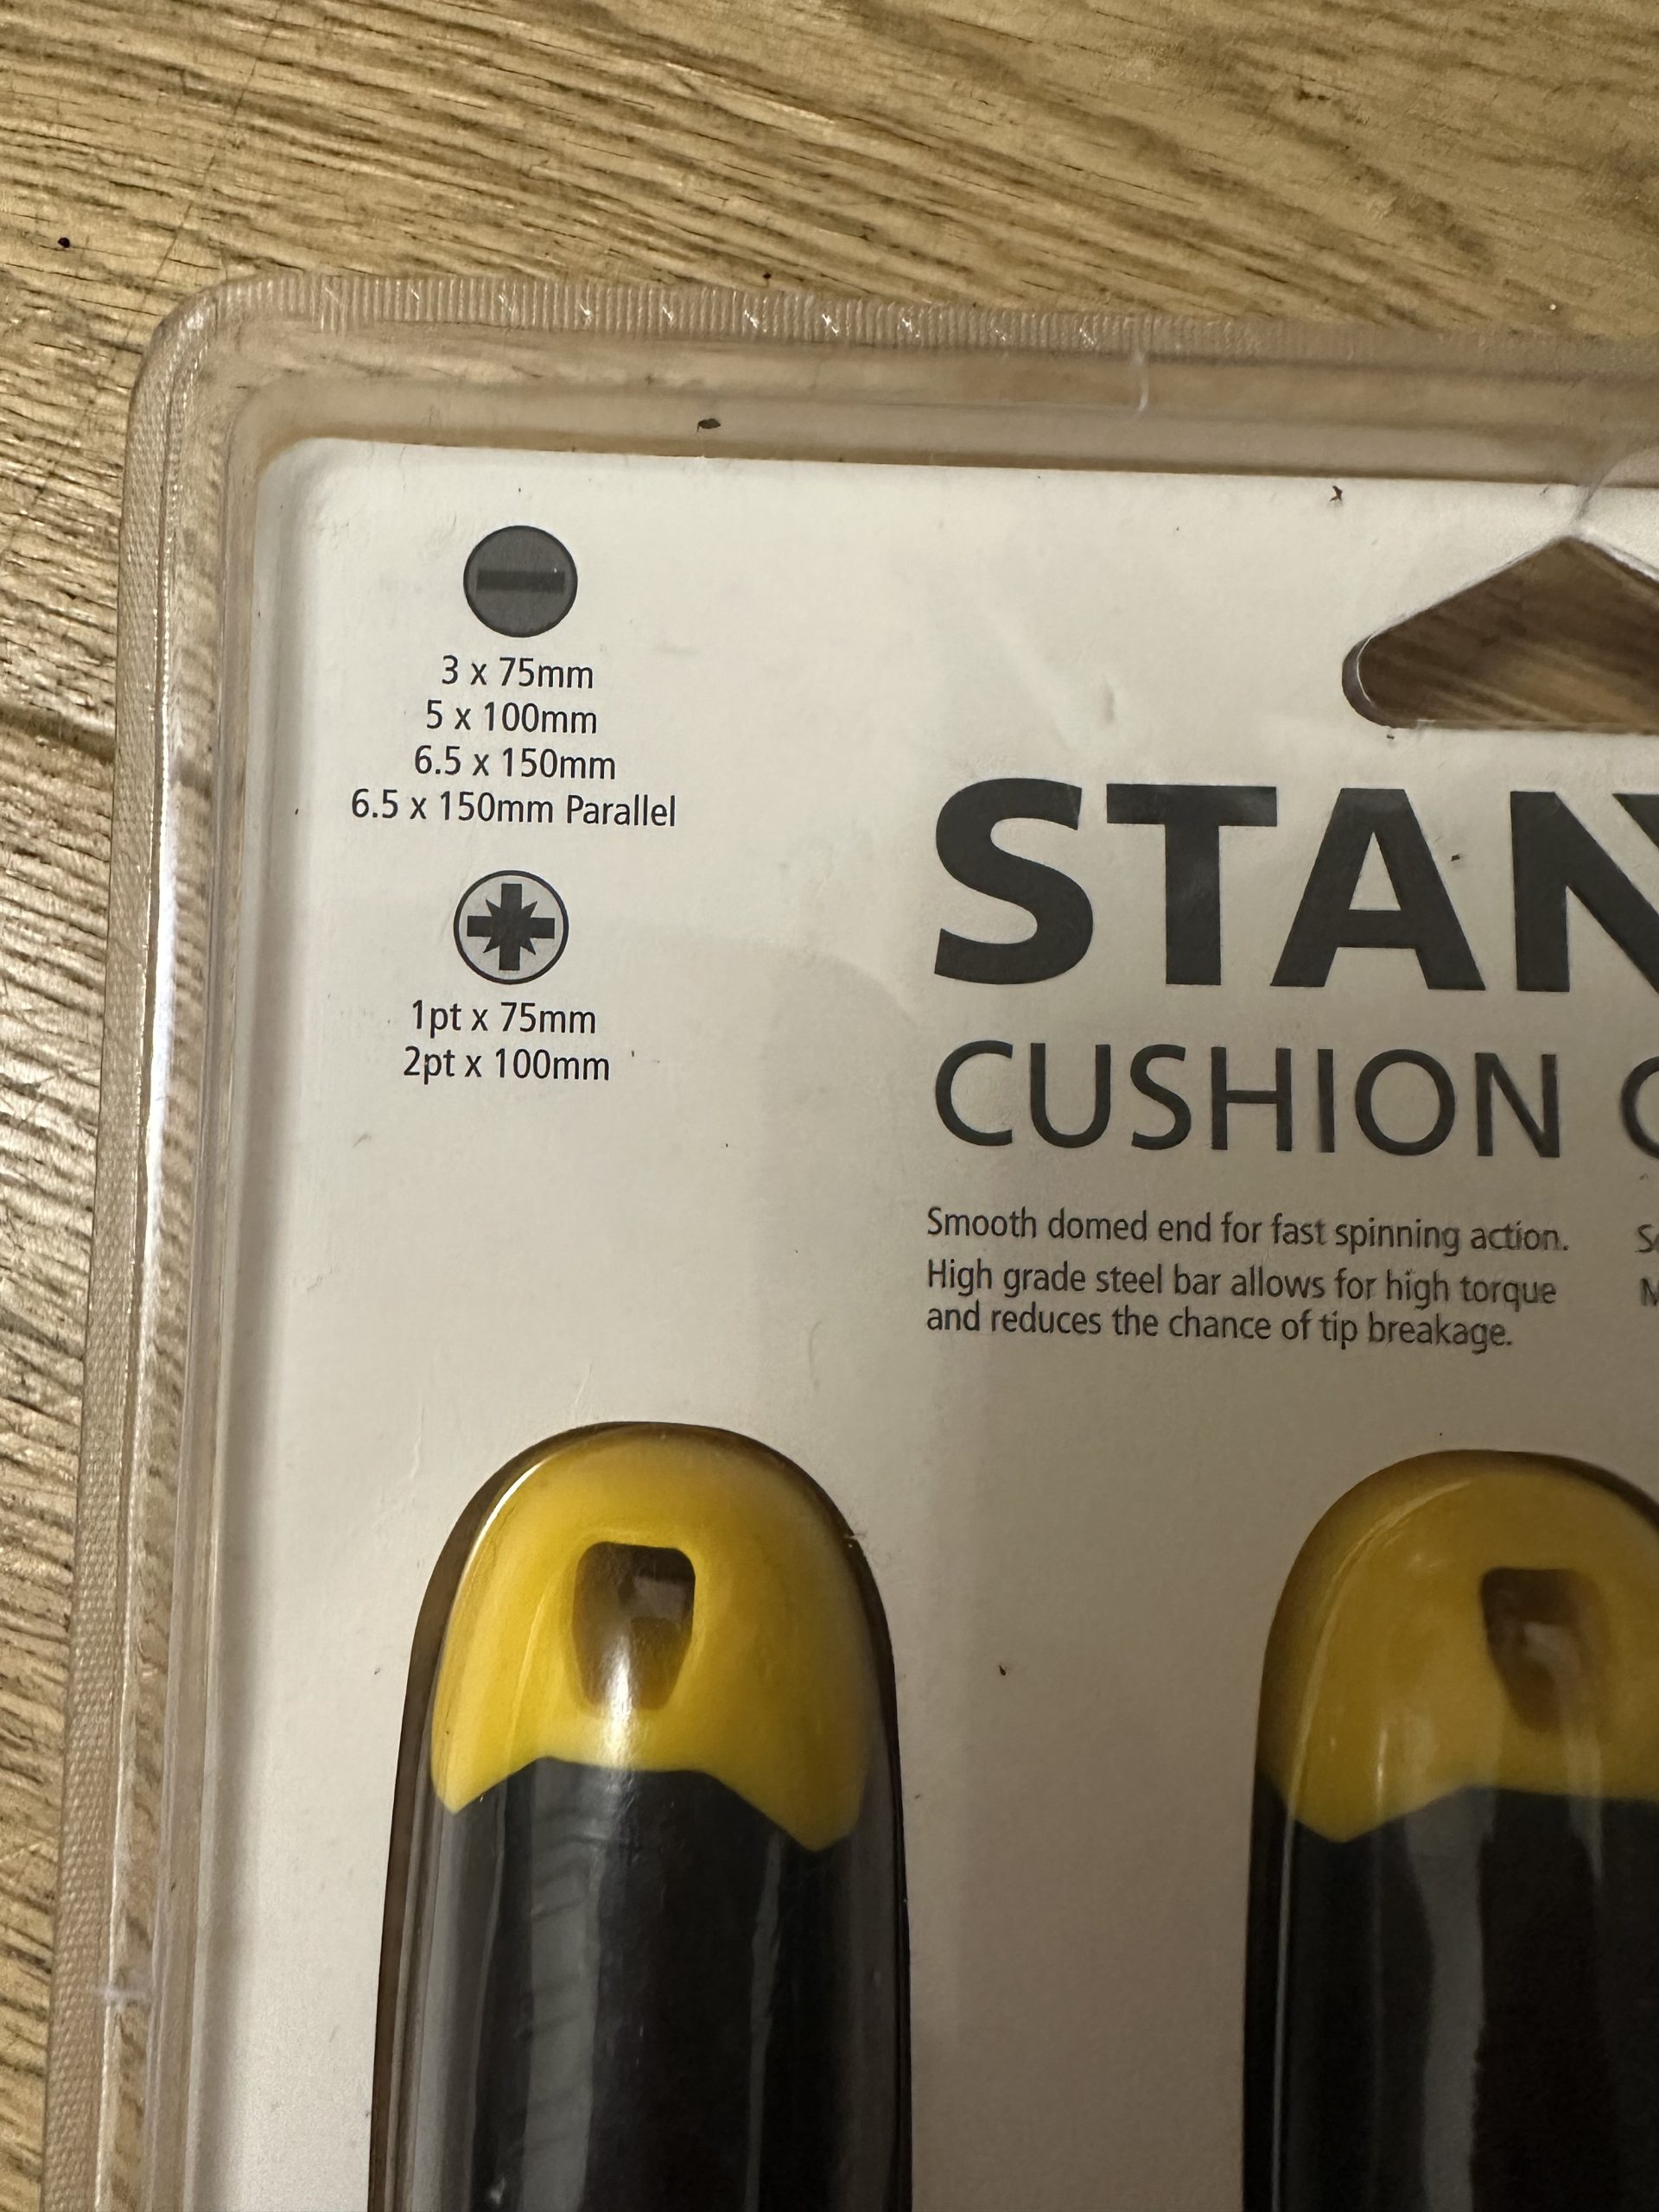 3 x 75mm
5 x 100mm
6.5 x 150mm
6.5 x 150mm Parallel
1pt x 75mm
2pt x 100mm
STAN
CUSHION
Smooth domed end for fast spinning action.
High grade steel bar allows for high torque
and reduces the chance of tip breakage.